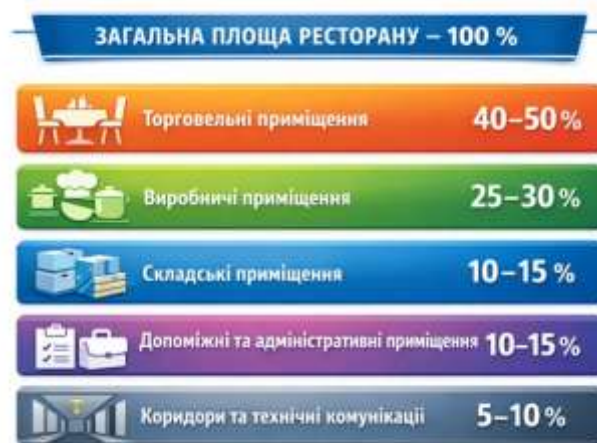 ЗАГАЛЬНА ПЛОЩА РЕСТОРАНУ – 100 %
Торговельні приміщення 40–50 %
Виробничі приміщення 25–30 %
Складські приміщення 10–15 %
Допоміжні та адміністративні приміщення 10–15 %
Коридори та технічні комунікації 5–10 %